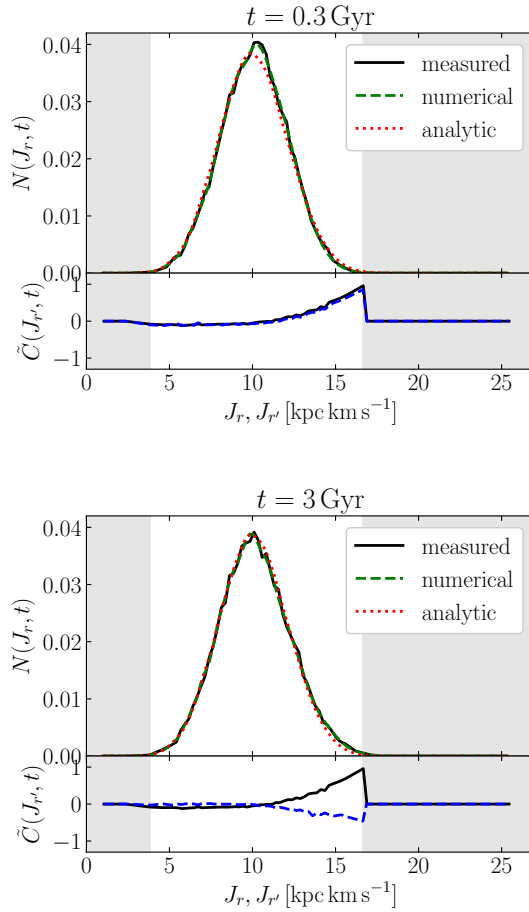 t = 0.3 Gyr
N(J_r, t)
0.04
0.03
0.02
0.01
0.00
measured
numerical
analytic
C̃(J_r′, t)
1
0
−1
0 5 10 15 20 25
J_r, J_r′ [kpc km s⁻¹]
t = 3 Gyr
N(J_r, t)
0.04
0.03
0.02
0.01
0.00
measured
numerical
analytic
C̃(J_r′, t)
1
0
−1
0 5 10 15 20 25
J_r, J_r′ [kpc km s⁻¹]